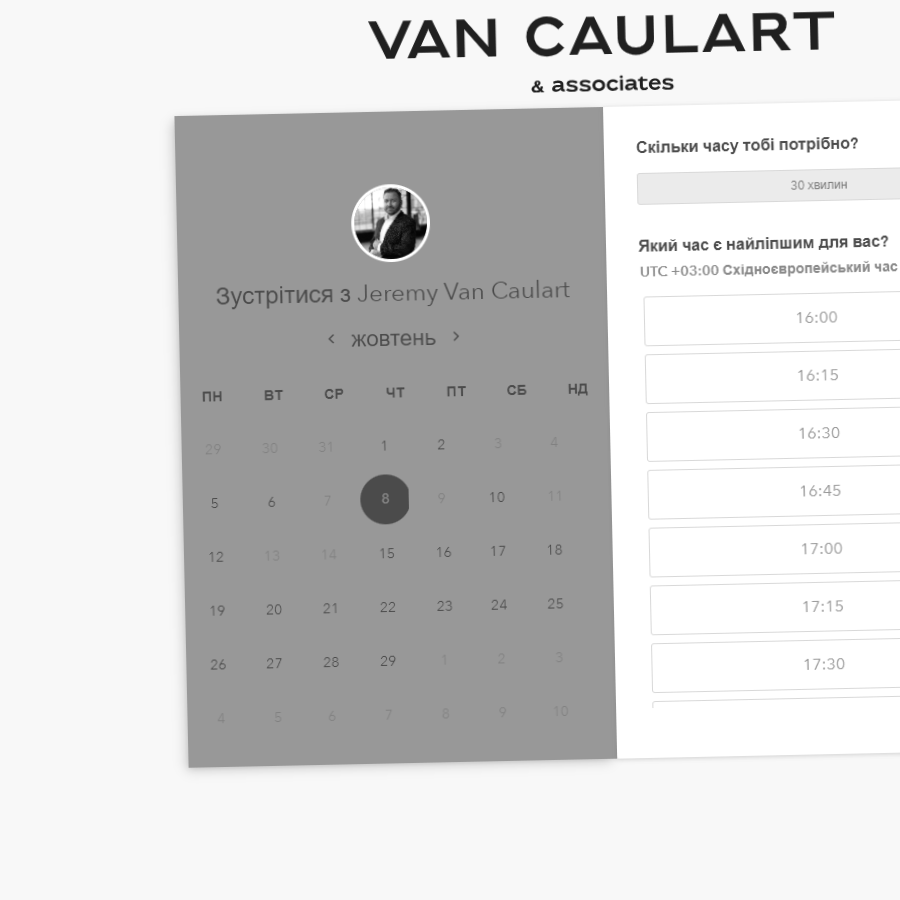 VAN CAULART
& associates
Зустрітися з Jeremy Van Caulart
‹ жовтень ›
ПН ВТ СР ЧТ ПТ СБ НД
29 30 31 1 2 3 4
5 6 7 8 9 10 11
12 13 14 15 16 17 18
19 20 21 22 23 24 25
26 27 28 29 1 2 3
4 5 6 7 8 9 10
Скільки часу тобі потрібно?
30 хвилин
Який час є найліпшим для вас?
UTC +03:00 Східноєвропейський час
16:00
16:15
16:30
16:45
17:00
17:15
17:30